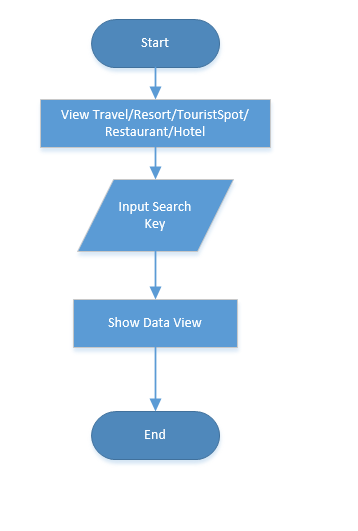 Start
View Travel/Resort/TouristSpot/
Restaurant/Hotel
Input Search
Key
Show Data View
End